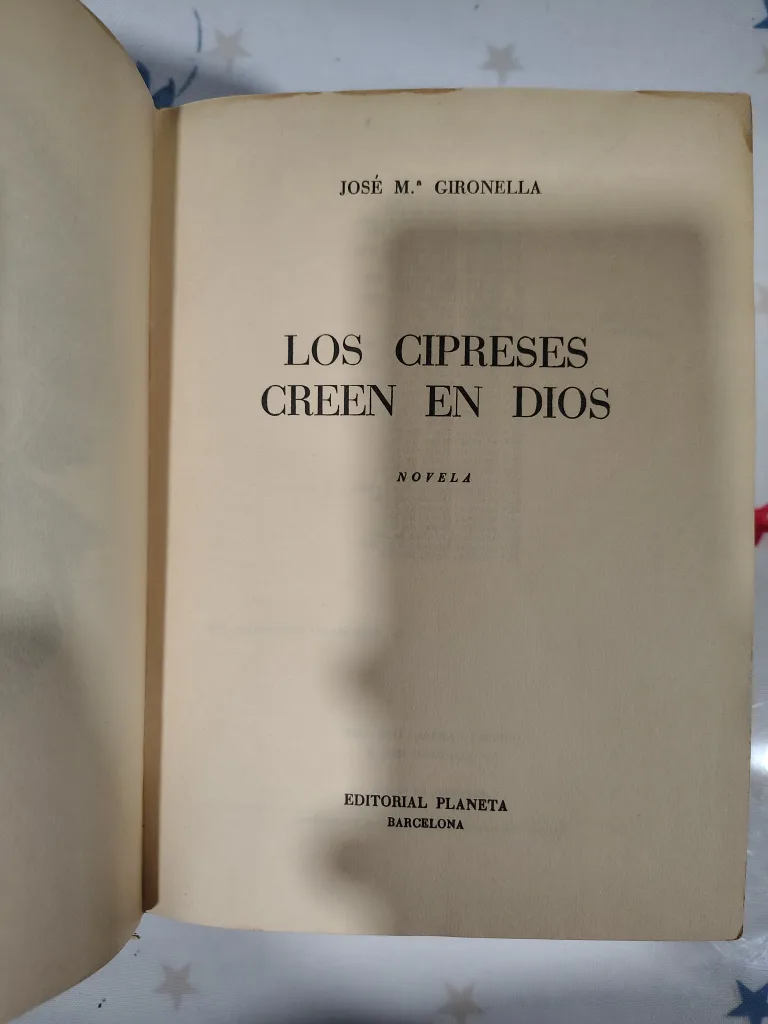 JOSÉ M.ª GIRONELLA
LOS CIPRESES
CREEN EN DIOS
NOVELA
EDITORIAL PLANETA
BARCELONA